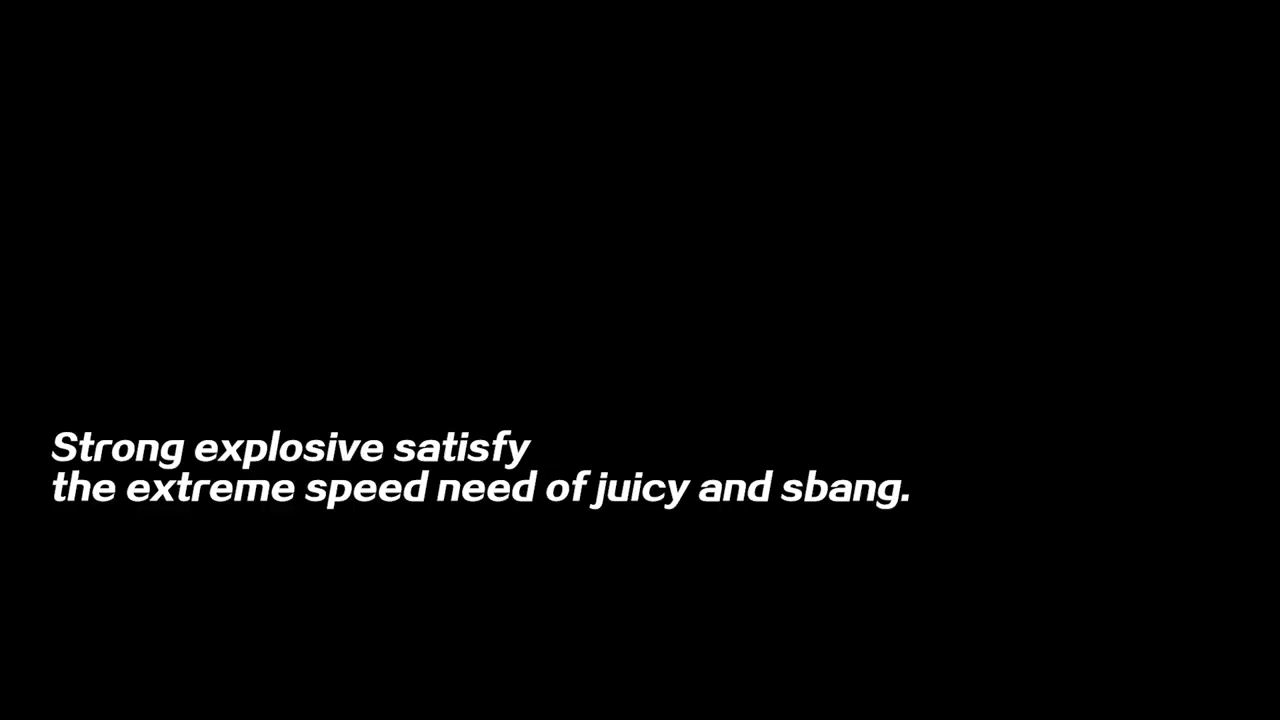 Strong explosive satisfy
the extreme speed need of juicy and sbang.